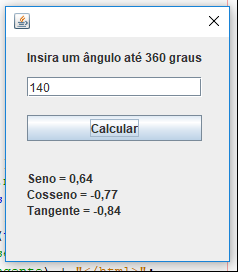 Insira um ângulo até 360 graus
140
Calcular
Seno = 0,64
Cosseno = -0,77
Tangente = -0,84